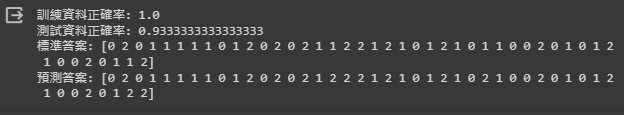 訓練資料正確率: 1.0
測試資料正確率: 0.9333333333333333
標準答案: [0 2 0 1 1 1 1 1 0 1 2 0 2 0 2 1 1 2 2 1 2 1 0 1 2 1 0 1 1 0 0 2 0 1 0 1 2
1 0 0 2 0 1 1 2]
預測答案: [0 2 0 1 1 1 1 1 0 1 2 0 2 0 2 1 2 2 2 1 2 1 0 1 2 1 0 2 1 0 0 2 0 1 0 1 2
1 0 0 2 0 1 2 2]